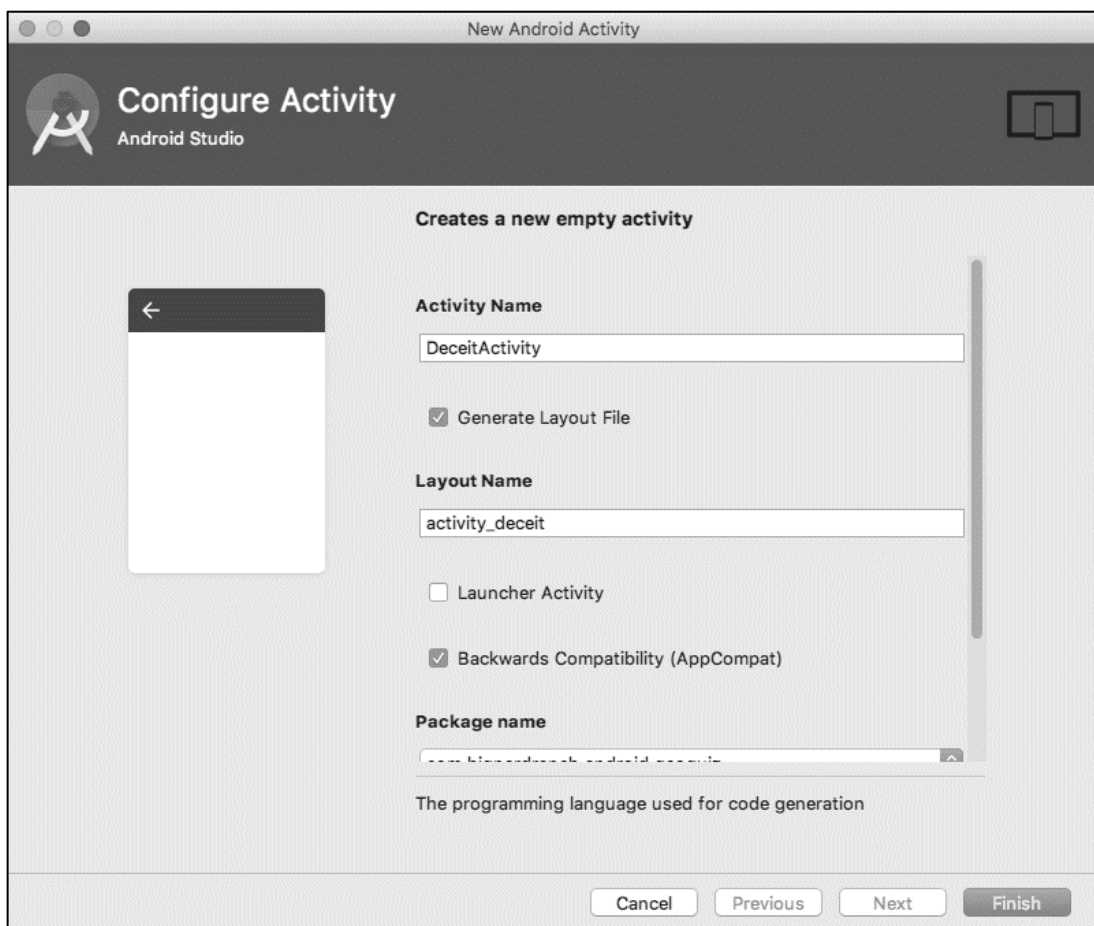 New Android Activity
Configure Activity
Android Studio
Creates a new empty activity
Activity Name
DeceitActivity
Generate Layout File
Layout Name
activity_deceit
Launcher Activity
Backwards Compatibility (AppCompat)
Package name
The programming language used for code generation
Cancel
Previous
Next
Finish